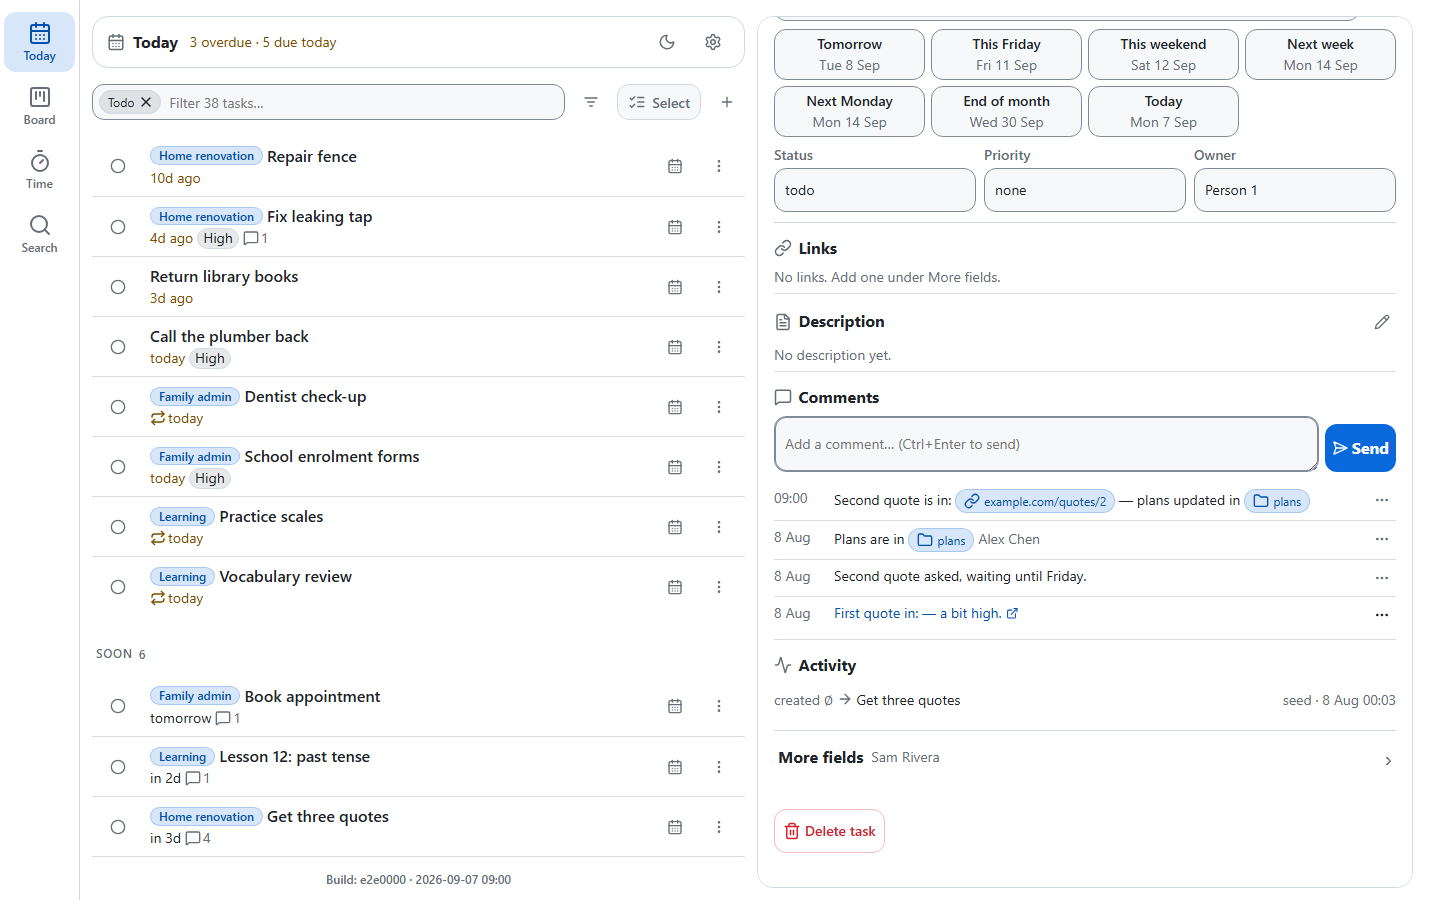 Today
Board
Time
Search
Today 3 overdue · 5 due today
Todo Filter 38 tasks... Select
Home renovation Repair fence
10d ago
Home renovation Fix leaking tap
4d ago High 1
Return library books
3d ago
Call the plumber back
today High
Family admin Dentist check-up
today
Family admin School enrolment forms
today High
Learning Practice scales
today
Learning Vocabulary review
today
SOON 6
Family admin Book appointment
tomorrow 1
Learning Lesson 12: past tense
in 2d 1
Home renovation Get three quotes
in 3d 4
Build: e2e0000 · 2026-09-07 09:00
Tomorrow This Friday This weekend Next week
Tue 8 Sep Fri 11 Sep Sat 12 Sep Mon 14 Sep
Next Monday End of month Today
Mon 14 Sep Wed 30 Sep Mon 7 Sep
Status Priority Owner
todo none Person 1
Links
No links. Add one under More fields.
Description
No description yet.
Comments
Add a comment... (Ctrl+Enter to send) Send
09:00 Second quote is in: example.com/quotes/2 — plans updated in plans
8 Aug Plans are in plans Alex Chen
8 Aug Second quote asked, waiting until Friday.
8 Aug First quote in: — a bit high.
Activity
created Ø → Get three quotes seed · 8 Aug 00:03
More fields Sam Rivera
Delete task